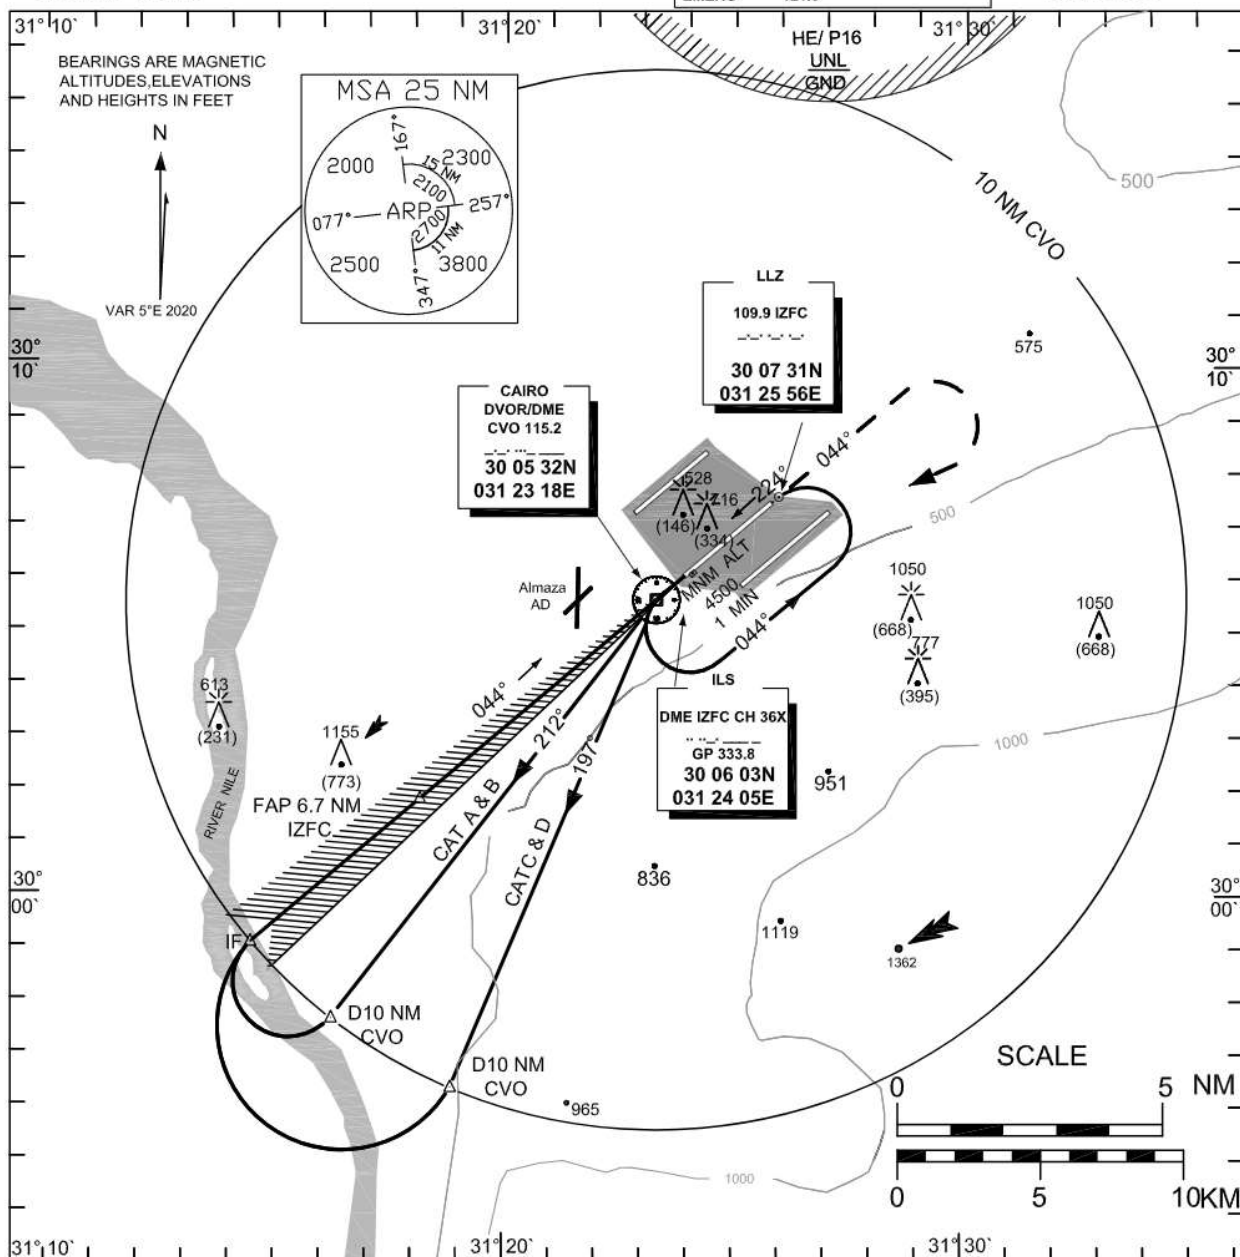 31°10'
31°20'
31°30'
HE/ P16
UNL
GND
BEARINGS ARE MAGNETIC
ALTITUDES,ELEVATIONS
AND HEIGHTS IN FEET
N
VAR 5°E 2020
MSA 25 NM
167°
2000
2300
15 NM
2100
077°
ARP
257°
2700
11 NM
2500
3800
347°
10 NM CVO
500
LLZ
109.9 IZFC
30 07 31N
031 25 56E
575
30°
10`
30°
10`
CAIRO
DVOR/DME
CVO 115.2
30 05 32N
031 23 18E
044°
224°
528
(146)
716
(334)
500
MNM ALT
4500
1 MIN
044°
Almaza
AD
1050
(668)
777
(395)
1050
(668)
ILS
DME IZFC CH 36X
GP 333.8
30 06 03N
031 24 05E
613
(231)
1155
(773)
044°
212°
197°
1000
951
RIVER NILE
FAP 6.7 NM
IZFC
CAT A & B
CATC & D
836
30°
00`
30°
00`
1119
1362
IF
D10 NM
CVO
D10 NM
CVO
965
1000
SCALE
0
5
NM
0
5
10KM
31°10`
31°20`
31°30`